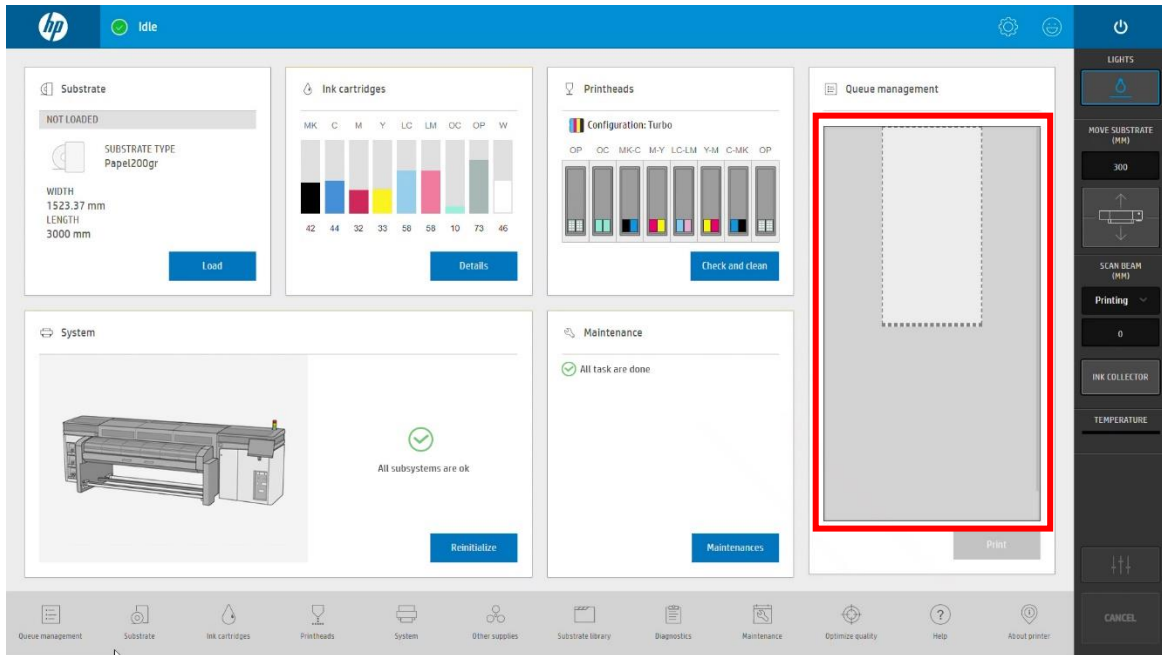 hp
Idle
Substrate
NOT LOADED
SUBSTRATE TYPE
Papel200gr
WIDTH
1523.37 mm
LENGTH
3000 mm
Load
Ink cartridges
MK C M Y LC LM OC OP W
42 44 32 33 58 58 10 73 46
Details
Printheads
Configuration: Turbo
OP OC MK-C M-Y LC-LM Y-M C-MK OP
Check and clean
Queue management
Print
System
All subsystems are ok
Reinitialize
Maintenance
All task are done
Maintenances
LIGHTS
MOVE SUBSTRATE
(MM)
300
SCAN BEAM
(MM)
Printing
0
INK COLLECTOR
TEMPERATURE
CANCEL
Queue management Substrate Ink cartridges Printheads System Other supplies Substrate library Diagnostics Maintenance Optimize quality Help About printer